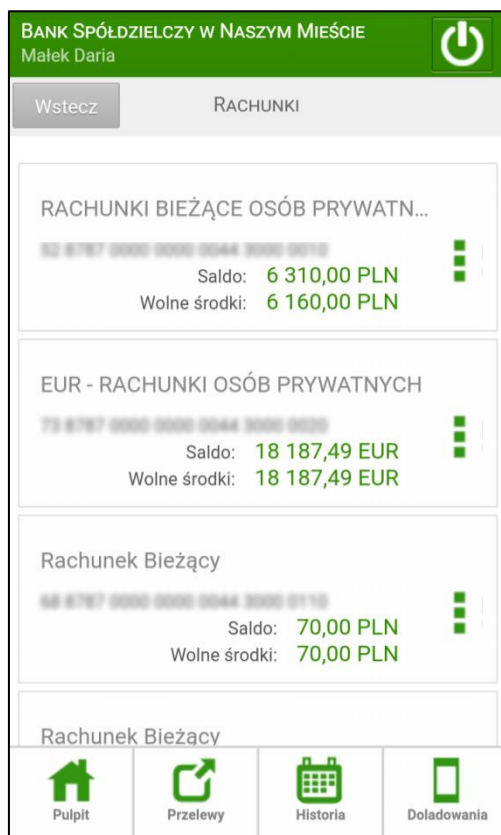 BANK SPÓŁDZIELCZY W NASZYM MIEŚCIE
Małek Daria
Wstecz
RACHUNKI
RACHUNKI BIEŻĄCE OSÓB PRYWATN...
Saldo: 6 310,00 PLN
Wolne środki: 6 160,00 PLN
EUR - RACHUNKI OSÓB PRYWATNYCH
Saldo: 18 187,49 EUR
Wolne środki: 18 187,49 EUR
Rachunek Bieżący
Saldo: 70,00 PLN
Wolne środki: 70,00 PLN
Rachunek Bieżący
Pulpit
Przelewy
Historia
Doladowania